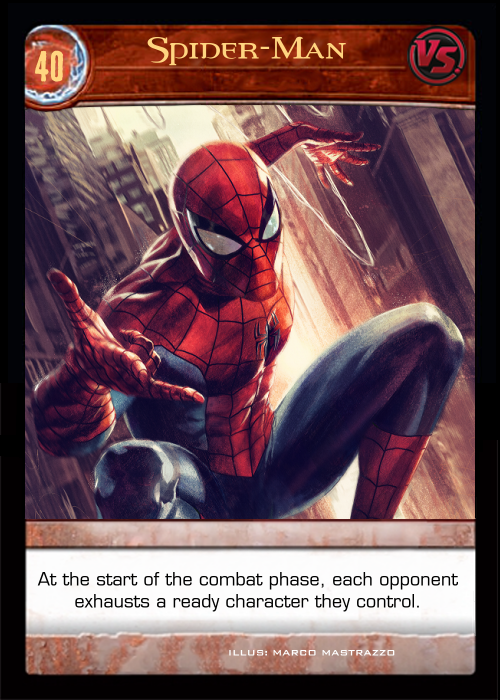 40
Spider-Man
VS.
At the start of the combat phase, each opponent
exhausts a ready character they control.
ILLUS: MARCO MASTRAZZO